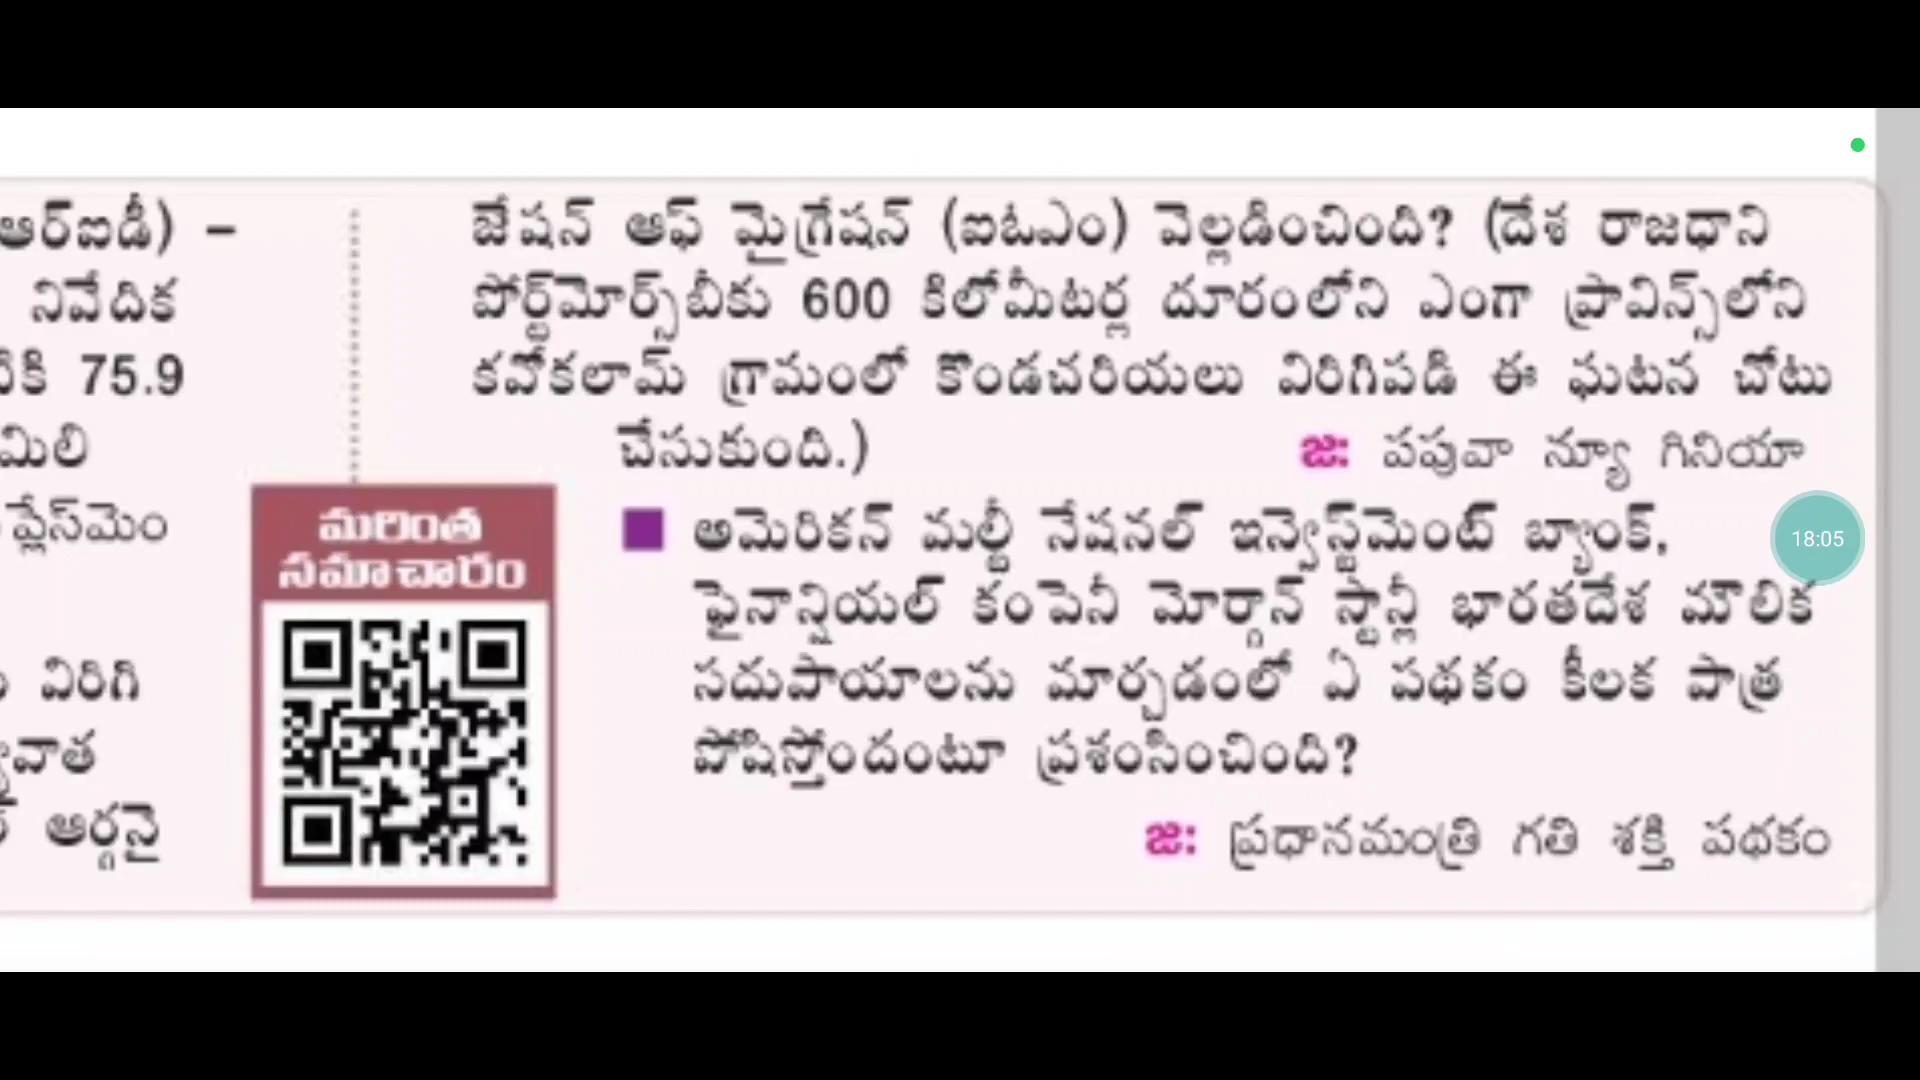 ఆర్ఐడీ) –
నివేదిక
కి 75.9
మిలి
ప్లేస్‌మెం
విరిగి
వాత
ఆర్గనై
మరింత
సమాచారం
జేషన్ ఆఫ్ మైగ్రేషన్ (ఐఓఎం) వెల్లడించింది? (దేశ రాజధాని
పోర్ట్‌మోర్స్‌బీకు 600 కిలోమీటర్ల దూరంలోని ఎంగా ప్రావిన్స్‌లోని
కవోకలామ్ గ్రామంలో కొండచరియలు విరిగిపడి ఈ ఘటన చోటు
చేసుకుంది.) జ: పపువా న్యూ గినియా
అమెరికన్ మల్టీ నేషనల్ ఇన్వెస్ట్‌మెంట్ బ్యాంక్,
ఫైనాన్షియల్ కంపెనీ మోర్గాన్ స్టాన్లీ భారతదేశ మౌలిక
సదుపాయాలను మార్చడంలో ఏ పథకం కీలక పాత్ర
పోషిస్తోందంటూ ప్రశంసించింది?
జ: ప్రధానమంత్రి గతి శక్తి పథకం
18:05